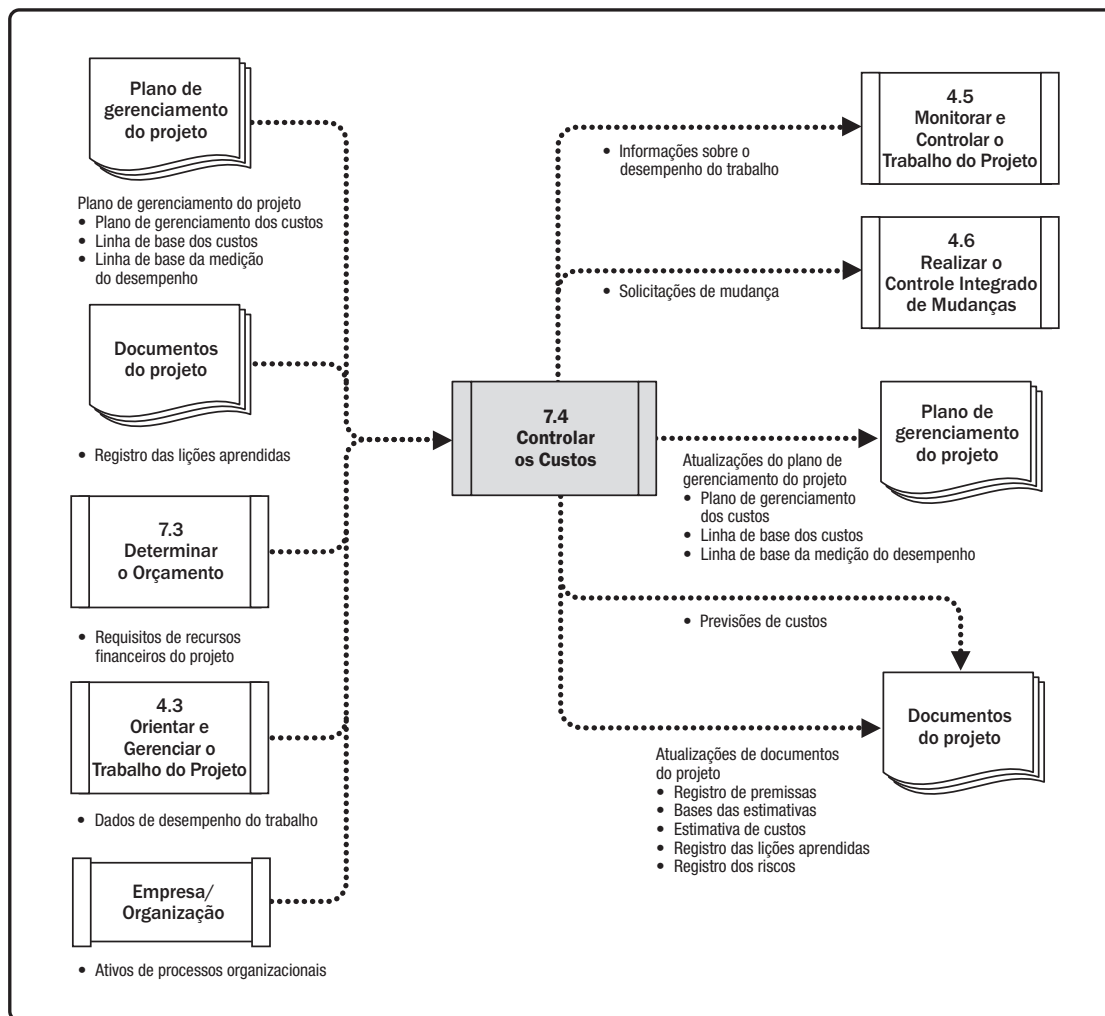 Plano de
gerenciamento
do projeto
Plano de gerenciamento do projeto
• Plano de gerenciamento dos custos
• Linha de base dos custos
• Linha de base da medição
do desempenho
Documentos
do projeto
• Registro das lições aprendidas
7.3
Determinar
o Orçamento
• Requisitos de recursos
financeiros do projeto
4.3
Orientar e
Gerenciar o
Trabalho do Projeto
• Dados de desempenho do trabalho
Empresa/
Organização
• Ativos de processos organizacionais
7.4
Controlar
os Custos
• Informações sobre o
desempenho do trabalho
4.5
Monitorar e
Controlar o
Trabalho do Projeto
• Solicitações de mudança
4.6
Realizar o
Controle Integrado
de Mudanças
Atualizações do plano de
gerenciamento do projeto
• Plano de gerenciamento
dos custos
• Linha de base dos custos
• Linha de base da medição do desempenho
Plano de
gerenciamento
do projeto
• Previsões de custos
Documentos
do projeto
Atualizações de documentos
do projeto
• Registro de premissas
• Bases das estimativas
• Estimativa de custos
• Registro das lições aprendidas
• Registro dos riscos